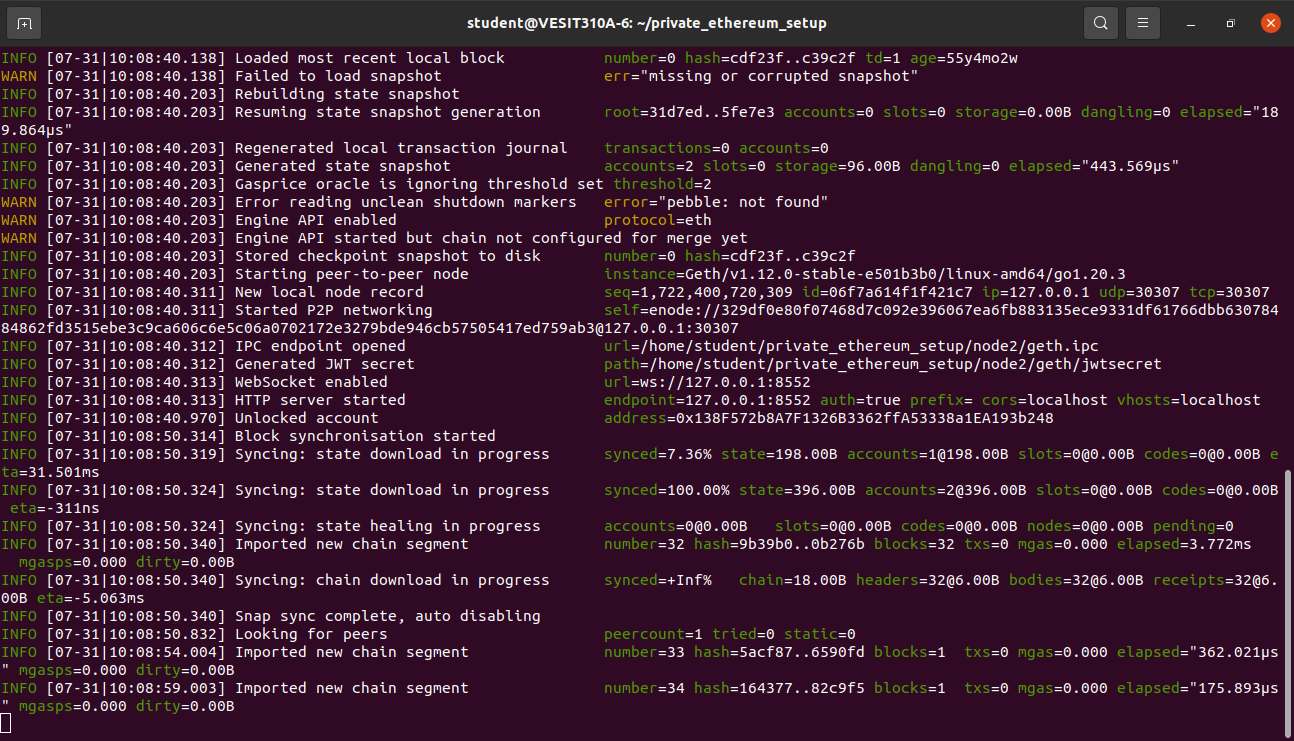 student@VESIT310A-6: ~/private_ethereum_setup
INFO [07-31|10:08:40.138] Loaded most recent local block           number=0 hash=cdf23f..c39c2f td=1 age=55y4mo2w
WARN [07-31|10:08:40.138] Failed to load snapshot                  err="missing or corrupted snapshot"
INFO [07-31|10:08:40.203] Rebuilding state snapshot
INFO [07-31|10:08:40.203] Resuming state snapshot generation       root=31d7ed..5fe7e3 accounts=0 slots=0 storage=0.00B dangling=0 elapsed="18
9.864µs"
INFO [07-31|10:08:40.203] Regenerated local transaction journal    transactions=0 accounts=0
INFO [07-31|10:08:40.203] Generated state snapshot                 accounts=2 slots=0 storage=96.00B dangling=0 elapsed="443.569µs"
INFO [07-31|10:08:40.203] Gasprice oracle is ignoring threshold set threshold=2
WARN [07-31|10:08:40.203] Error reading unclean shutdown markers   error="pebble: not found"
WARN [07-31|10:08:40.203] Engine API enabled                       protocol=eth
WARN [07-31|10:08:40.203] Engine API started but chain not configured for merge yet
INFO [07-31|10:08:40.203] Stored checkpoint snapshot to disk       number=0 hash=cdf23f..c39c2f
INFO [07-31|10:08:40.203] Starting peer-to-peer node               instance=Geth/v1.12.0-stable-e501b3b0/linux-amd64/go1.20.3
INFO [07-31|10:08:40.311] New local node record                    seq=1,722,400,720,309 id=06f7a614f1f421c7 ip=127.0.0.1 udp=30307 tcp=30307
INFO [07-31|10:08:40.311] Started P2P networking                   self=enode://329df0e80f07468d7c092e396067ea6fb883135ece9331df61766dbb630784
84862fd3515ebe3c9ca606c6e5c06a0702172e3279bde946cb57505417ed759ab3@127.0.0.1:30307
INFO [07-31|10:08:40.312] IPC endpoint opened                      url=/home/student/private_ethereum_setup/node2/geth.ipc
INFO [07-31|10:08:40.312] Generated JWT secret                     path=/home/student/private_ethereum_setup/node2/geth/jwtsecret
INFO [07-31|10:08:40.313] WebSocket enabled                        url=ws://127.0.0.1:8552
INFO [07-31|10:08:40.313] HTTP server started                      endpoint=127.0.0.1:8552 auth=true prefix= cors=localhost vhosts=localhost
INFO [07-31|10:08:40.970] Unlocked account                         address=0x138F572b8A7F1326B3362ffA53338a1EA193b248
INFO [07-31|10:08:50.314] Block synchronisation started
INFO [07-31|10:08:50.319] Syncing: state download in progress      synced=7.36% state=198.00B accounts=1@198.00B slots=0@0.00B codes=0@0.00B e
ta=31.501ms
INFO [07-31|10:08:50.324] Syncing: state download in progress      synced=100.00% state=396.00B accounts=2@396.00B slots=0@0.00B codes=0@0.00B
 eta=-311ns
INFO [07-31|10:08:50.324] Syncing: state healing in progress       accounts=0@0.00B   slots=0@0.00B codes=0@0.00B nodes=0@0.00B pending=0
INFO [07-31|10:08:50.340] Imported new chain segment               number=32 hash=9b39b0..0b276b blocks=32 txs=0 mgas=0.000 elapsed=3.772ms
  mgasps=0.000 dirty=0.00B
INFO [07-31|10:08:50.340] Syncing: chain download in progress      synced=+Inf%   chain=18.00B headers=32@6.00B bodies=32@6.00B receipts=32@6.
00B eta=-5.063ms
INFO [07-31|10:08:50.340] Snap sync complete, auto disabling
INFO [07-31|10:08:50.832] Looking for peers                        peercount=1 tried=0 static=0
INFO [07-31|10:08:54.004] Imported new chain segment               number=33 hash=5acf87..6590fd blocks=1  txs=0 mgas=0.000 elapsed="362.021µs
" mgasps=0.000 dirty=0.00B
INFO [07-31|10:08:59.003] Imported new chain segment               number=34 hash=164377..82c9f5 blocks=1  txs=0 mgas=0.000 elapsed="175.893µs
" mgasps=0.000 dirty=0.00B